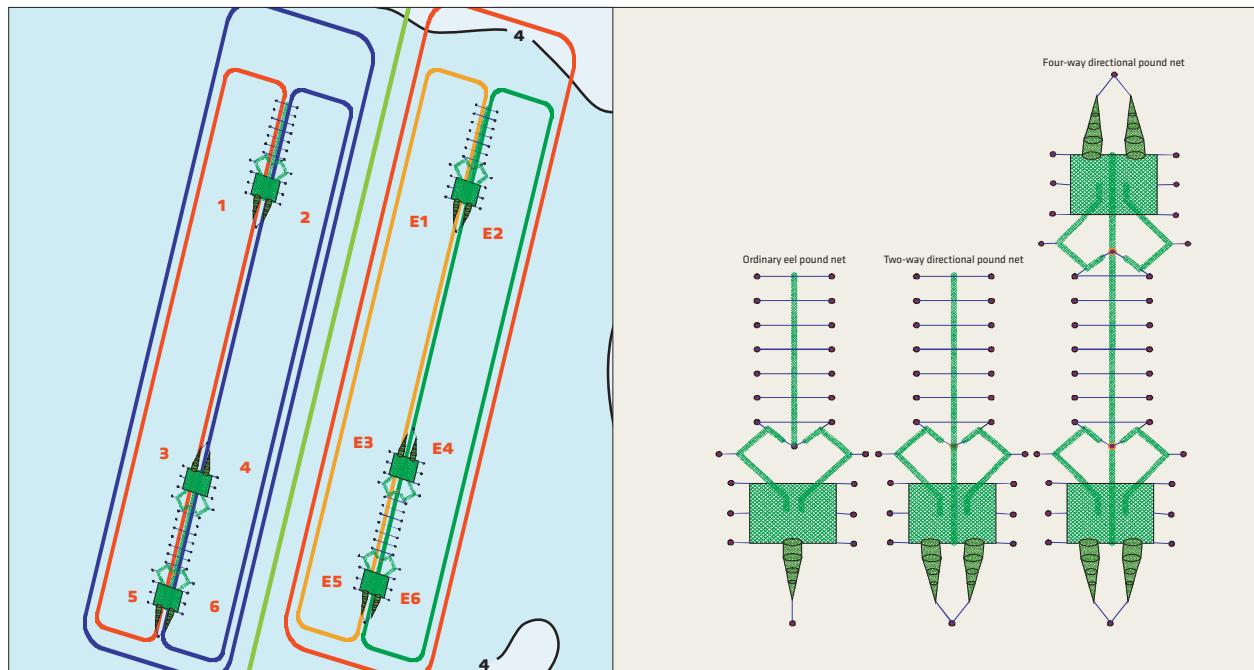 4
1
2
E1
E2
3
4
E3
E4
5
6
E5
E6
4
Four-way directional pound net
Ordinary eel pound net
Two-way directional pound net